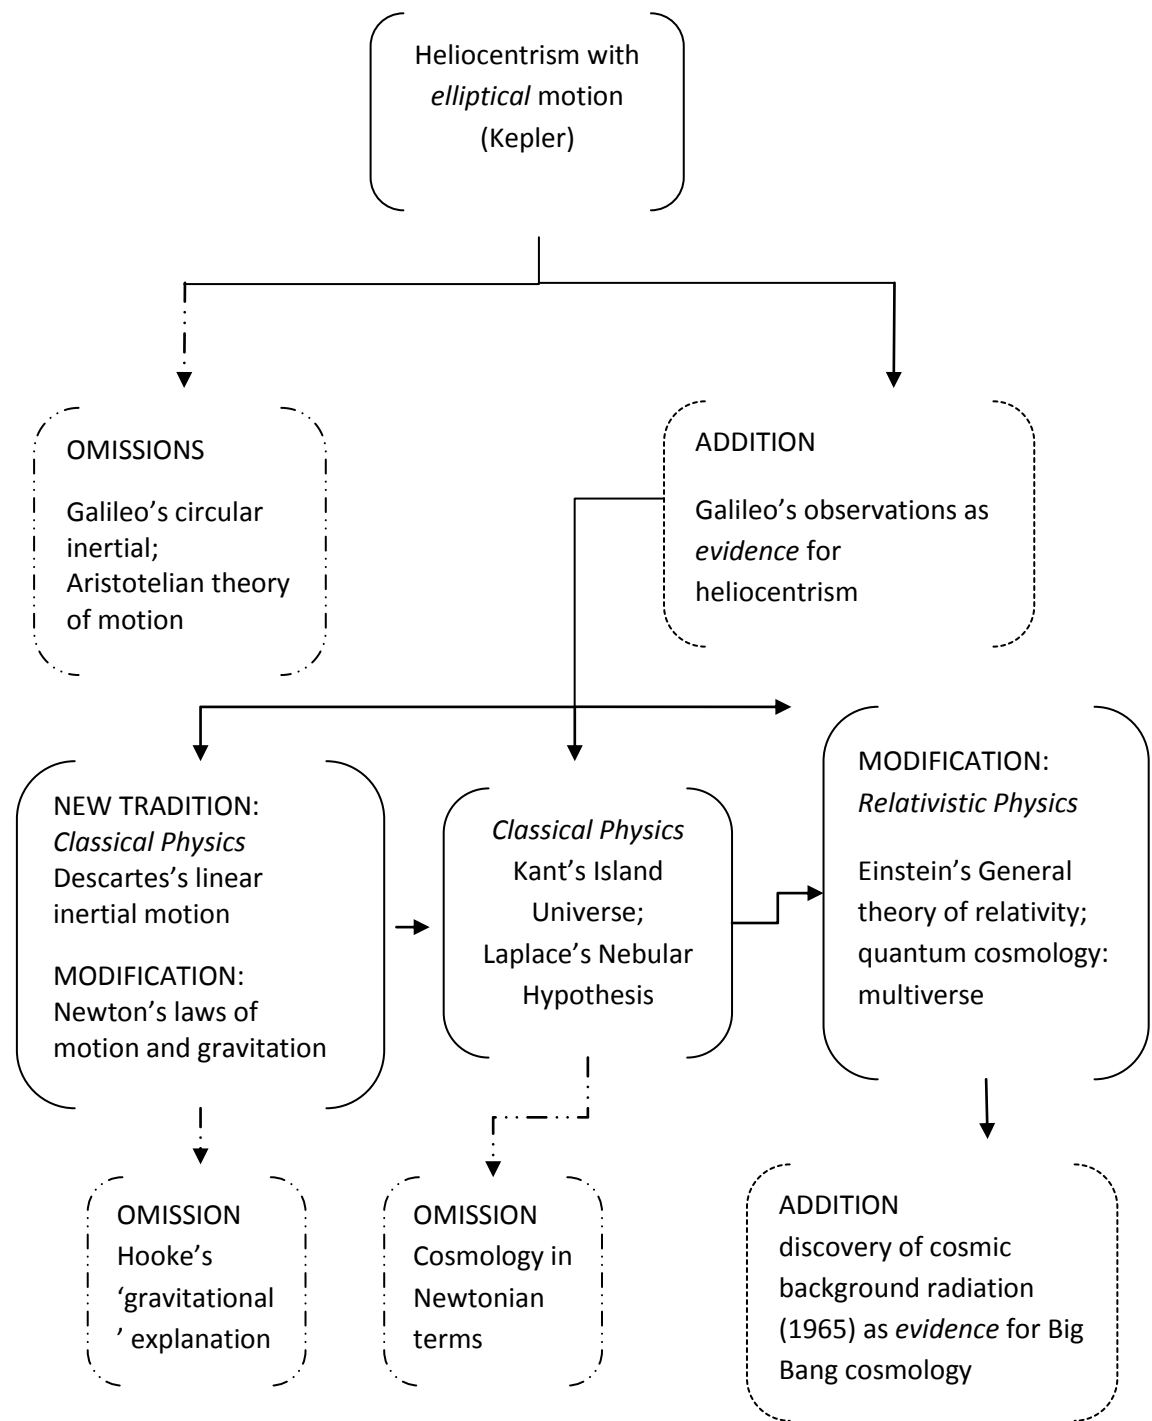 Heliocentrism with
elliptical motion
(Kepler)
OMISSIONS
Galileo’s circular
inertial;
Aristotelian theory
of motion
ADDITION
Galileo’s observations as
evidence for
heliocentrism
NEW TRADITION:
Classical Physics
Descartes’s linear
inertial motion
MODIFICATION:
Newton’s laws of
motion and gravitation
Classical Physics
Kant’s Island
Universe;
Laplace’s Nebular
Hypothesis
MODIFICATION:
Relativistic Physics
Einstein’s General
theory of relativity;
quantum cosmology:
multiverse
OMISSION
Hooke’s
‘gravitational
’ explanation
OMISSION
Cosmology in
Newtonian
terms
ADDITION
discovery of cosmic
background radiation
(1965) as evidence for Big
Bang cosmology